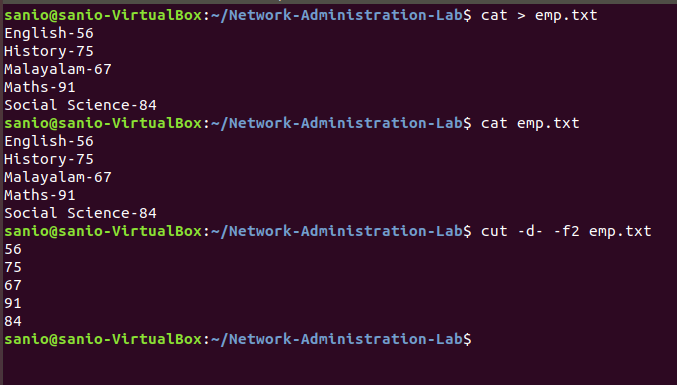 sanio@sanio-VirtualBox:~/Network-Administration-Lab$ cat > emp.txt
English-56
History-75
Malayalam-67
Maths-91
Social Science-84
sanio@sanio-VirtualBox:~/Network-Administration-Lab$ cat emp.txt
English-56
History-75
Malayalam-67
Maths-91
Social Science-84
sanio@sanio-VirtualBox:~/Network-Administration-Lab$ cut -d- -f2 emp.txt
56
75
67
91
84
sanio@sanio-VirtualBox:~/Network-Administration-Lab$